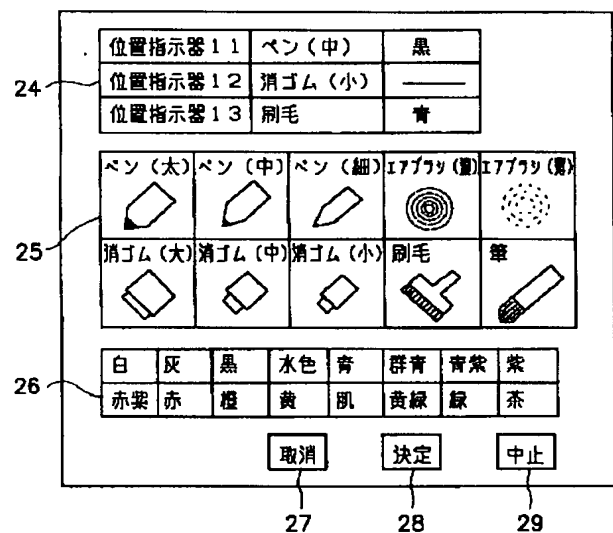 位置指示器11 ペン(中) 黒
24
位置指示器12 消ゴム(小)
位置指示器13 刷毛 青
ペン(太) ペン(中) ペン(細) エアブラシ(濃) エアブラシ(寛)
25
消ゴム(大) 消ゴム(中) 消ゴム(小) 刷毛 筆
白 灰 黒 水色 青 群青 青紫 紫
26
赤紫 赤 橙 黄 肌 黄緑 緑 茶
取消 決定 中止
27 28 29